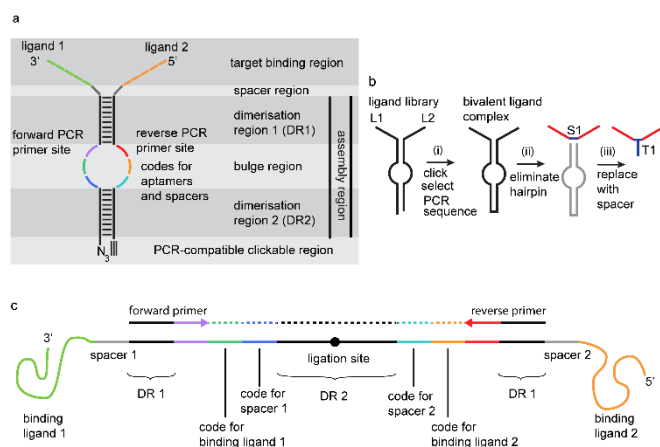 a
ligand 1
ligand 2
3’
5’
target binding region
spacer region
forward PCR
primer site
reverse PCR
primer site
codes for
aptamers
and spacers
dimerisation
region 1 (DR1)
bulge region
dimerisation
region 2 (DR2)
assembly region
N3
PCR-compatible clickable region
b
ligand library
L1
L2
bivalent ligand
complex
S1
T1
(i)
(ii)
(iii)
click
select
PCR
sequence
eliminate
hairpin
replace
with
spacer
c
forward primer
reverse primer
3’
spacer 1
ligation site
spacer 2
5’
DR 1
DR 2
DR 1
binding
ligand 1
code for
spacer 1
code for
binding ligand 1
code for
spacer 2
code for
binding ligand 2
binding
ligand 2